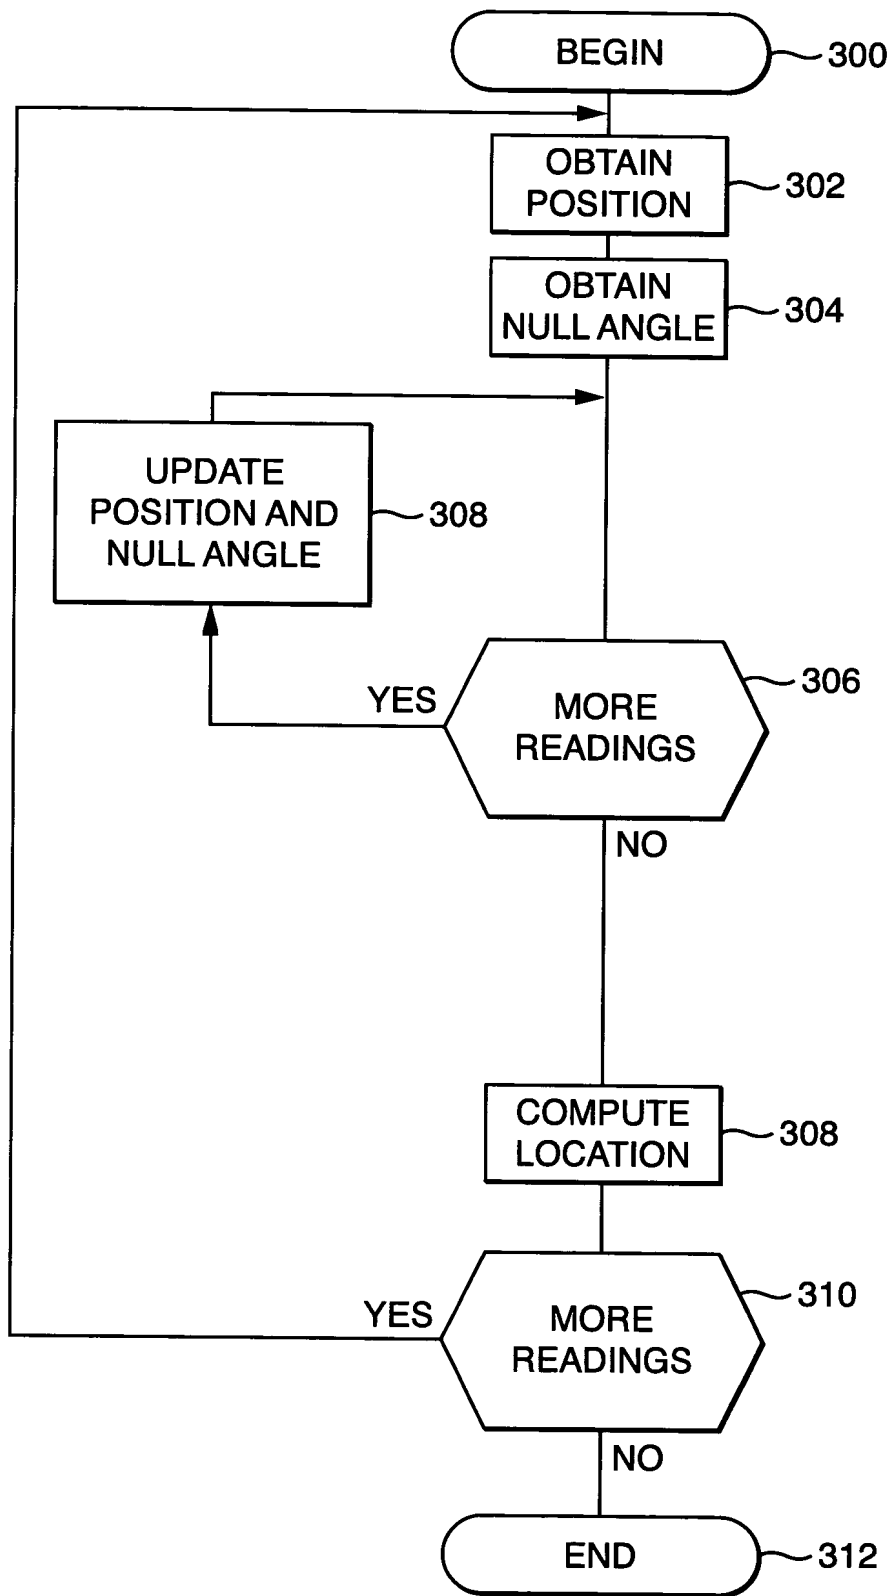 BEGIN
300
OBTAIN
POSITION
302
OBTAIN
NULL ANGLE
304
UPDATE
POSITION AND
NULL ANGLE
308
YES
MORE
READINGS
306
NO
COMPUTE
LOCATION
308
YES
MORE
READINGS
310
NO
END
312